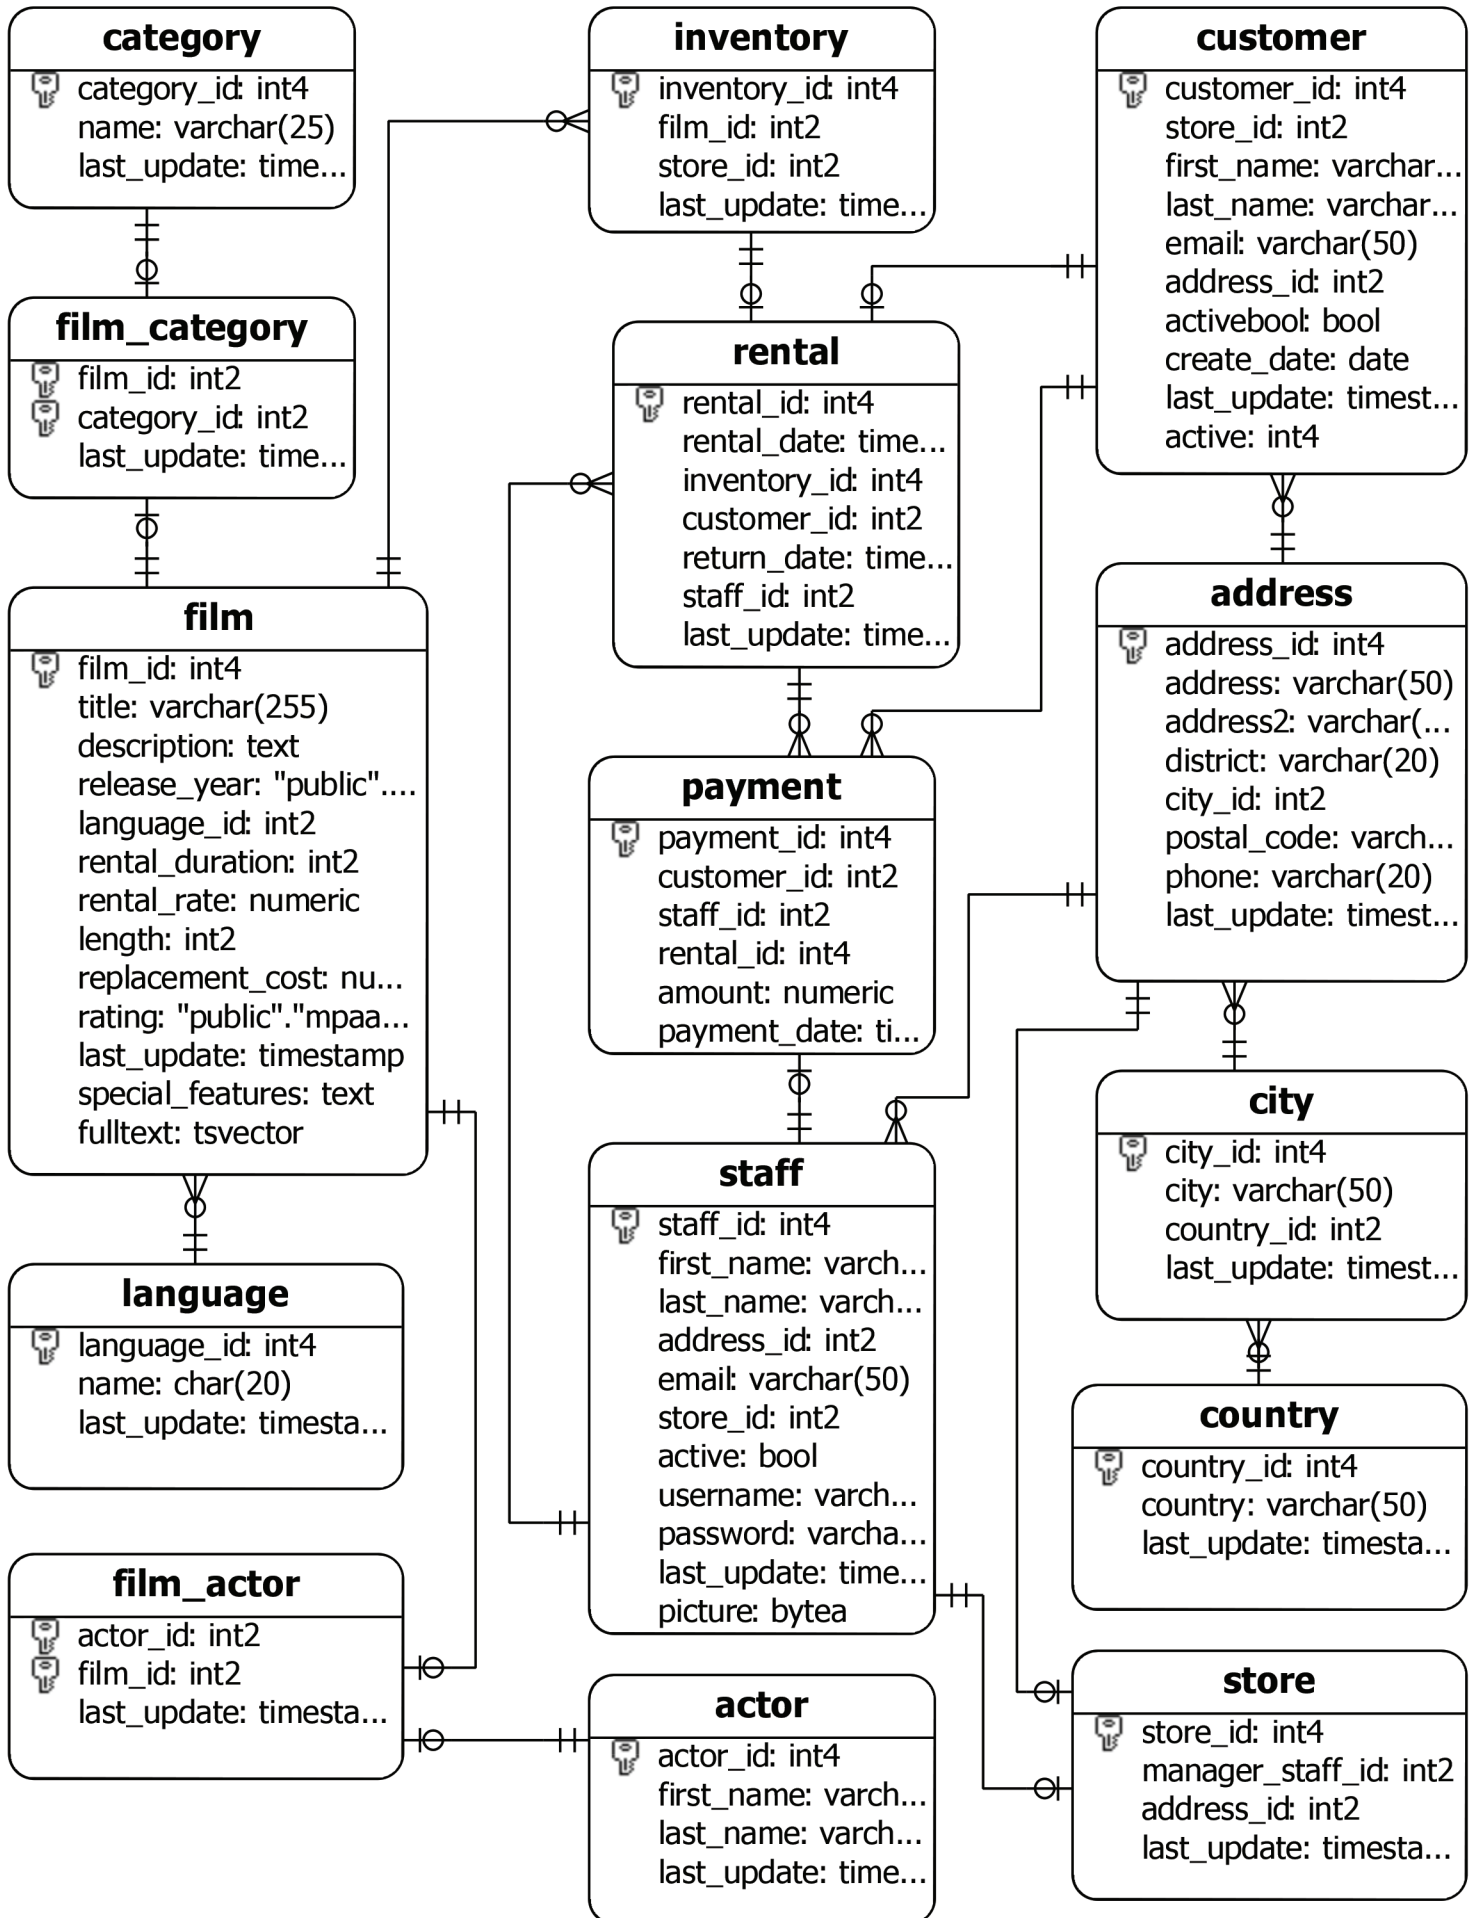 category
category_id: int4
name: varchar(25)
last_update: time...
film_category
film_id: int2
category_id: int2
last_update: time...
film
film_id: int4
title: varchar(255)
description: text
release_year: "public"....
language_id: int2
rental_duration: int2
rental_rate: numeric
length: int2
replacement_cost: nu...
rating: "public"."mpaa...
last_update: timestamp
special_features: text
fulltext: tsvector
language
language_id: int4
name: char(20)
last_update: timesta...
film_actor
actor_id: int2
film_id: int2
last_update: timesta...
inventory
inventory_id: int4
film_id: int2
store_id: int2
last_update: time...
rental
rental_id: int4
rental_date: time...
inventory_id: int4
customer_id: int2
return_date: time...
staff_id: int2
last_update: time...
payment
payment_id: int4
customer_id: int2
staff_id: int2
rental_id: int4
amount: numeric
payment_date: ti...
staff
staff_id: int4
first_name: varch...
last_name: varch...
address_id: int2
email: varchar(50)
store_id: int2
active: bool
username: varch...
password: varcha...
last_update: time...
picture: bytea
actor
actor_id: int4
first_name: varch...
last_name: varch...
last_update: time...
customer
customer_id: int4
store_id: int2
first_name: varchar...
last_name: varchar...
email: varchar(50)
address_id: int2
activebool: bool
create_date: date
last_update: timest...
active: int4
address
address_id: int4
address: varchar(50)
address2: varchar(...
district: varchar(20)
city_id: int2
postal_code: varch...
phone: varchar(20)
last_update: timest...
city
city_id: int4
city: varchar(50)
country_id: int2
last_update: timest...
country
country_id: int4
country: varchar(50)
last_update: timesta...
store
store_id: int4
manager_staff_id: int2
address_id: int2
last_update: timesta...